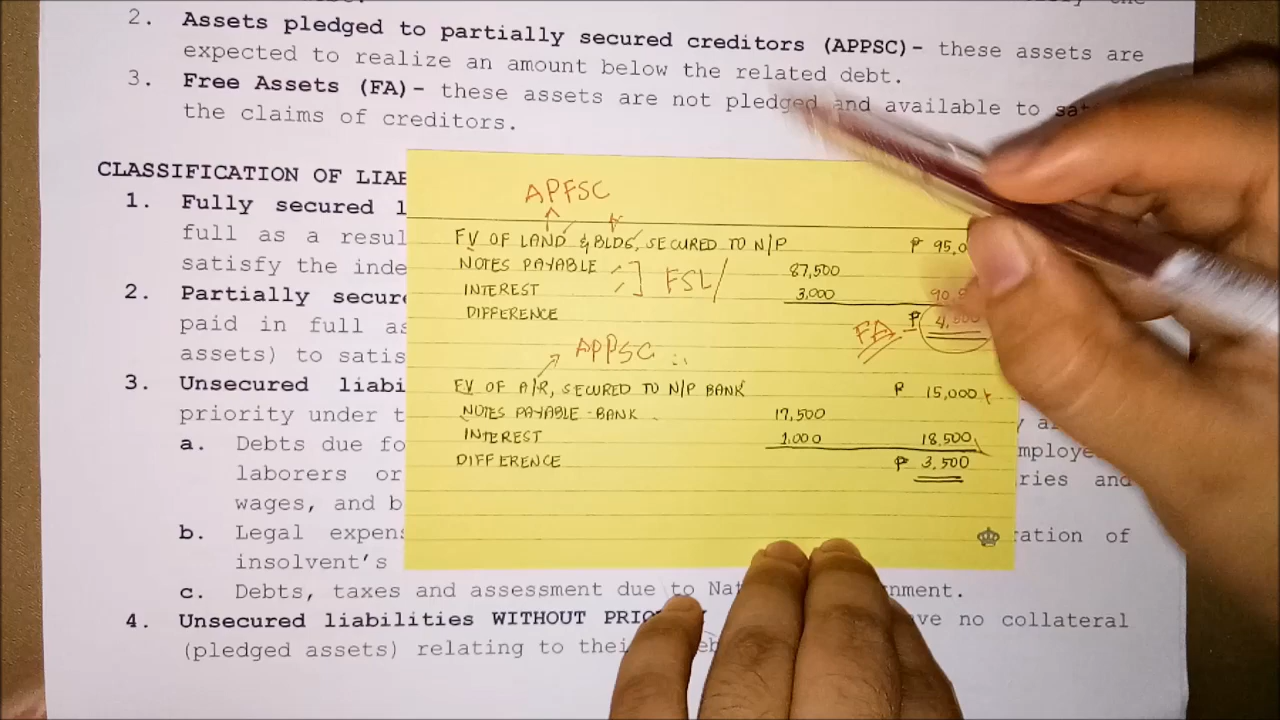 2. Assets pledged to partially secured creditors (APPSC)- these assets are
expected to realize an amount below the related debt.
3. Free Assets (FA)- these assets are not pledged and available to
the claims of creditors.
CLASSIFICATION OF
1. Fully secured
full as a
satisfy the
2. Partially
paid in full
assets) to
3. Unsecured
priority under
a. Debts due
laborers or
wages, and
ries and
b. Legal
of
insolvent's
c. Debts, taxes and assessment due to
4. Unsecured liabilities WITHOUT
have no collateral
(pledged assets) relating to
APFSC
FV OF LAND & BLDG, SECURED TO N/P ₱
NOTES PAYABLE 87,500
FSL
INTEREST 3,000
DIFFERENCE ₱
FA
APPSC
FV OF A/R, SECURED TO N/P BANK ₱ 15,000
NOTES PAYABLE - BANK 17,500
INTEREST 1,000 18,500
DIFFERENCE ₱ 3,500